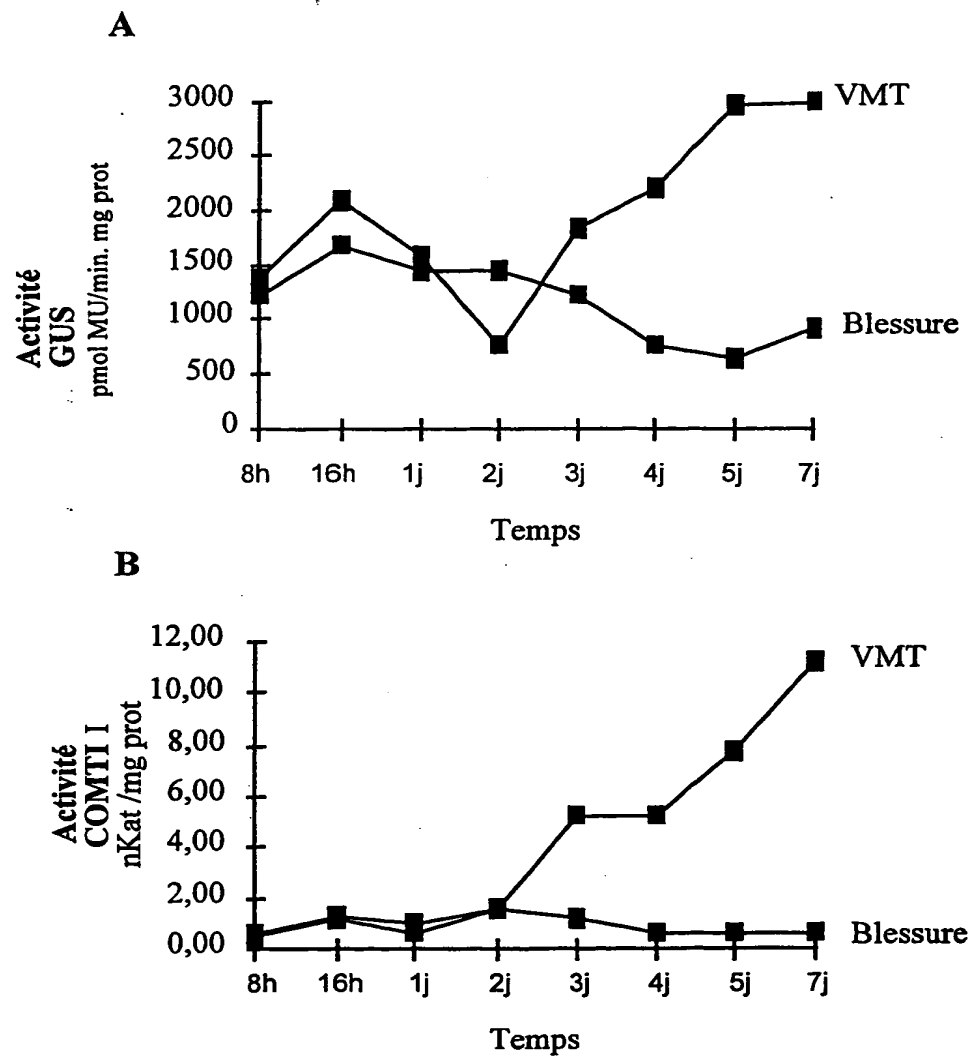 A
3000
VMT
2500
2000
1500
1000
Blessure
500
0
Activité
GUS
pmol MU/min. mg prot
8h 16h 1j 2j 3j 4j 5j 7j
Temps
B
12,00
VMT
10,00
8,00
6,00
4,00
2,00
Blessure
0,00
Activité
COMTI I
nKat /mg prot
8h 16h 1j 2j 3j 4j 5j 7j
Temps